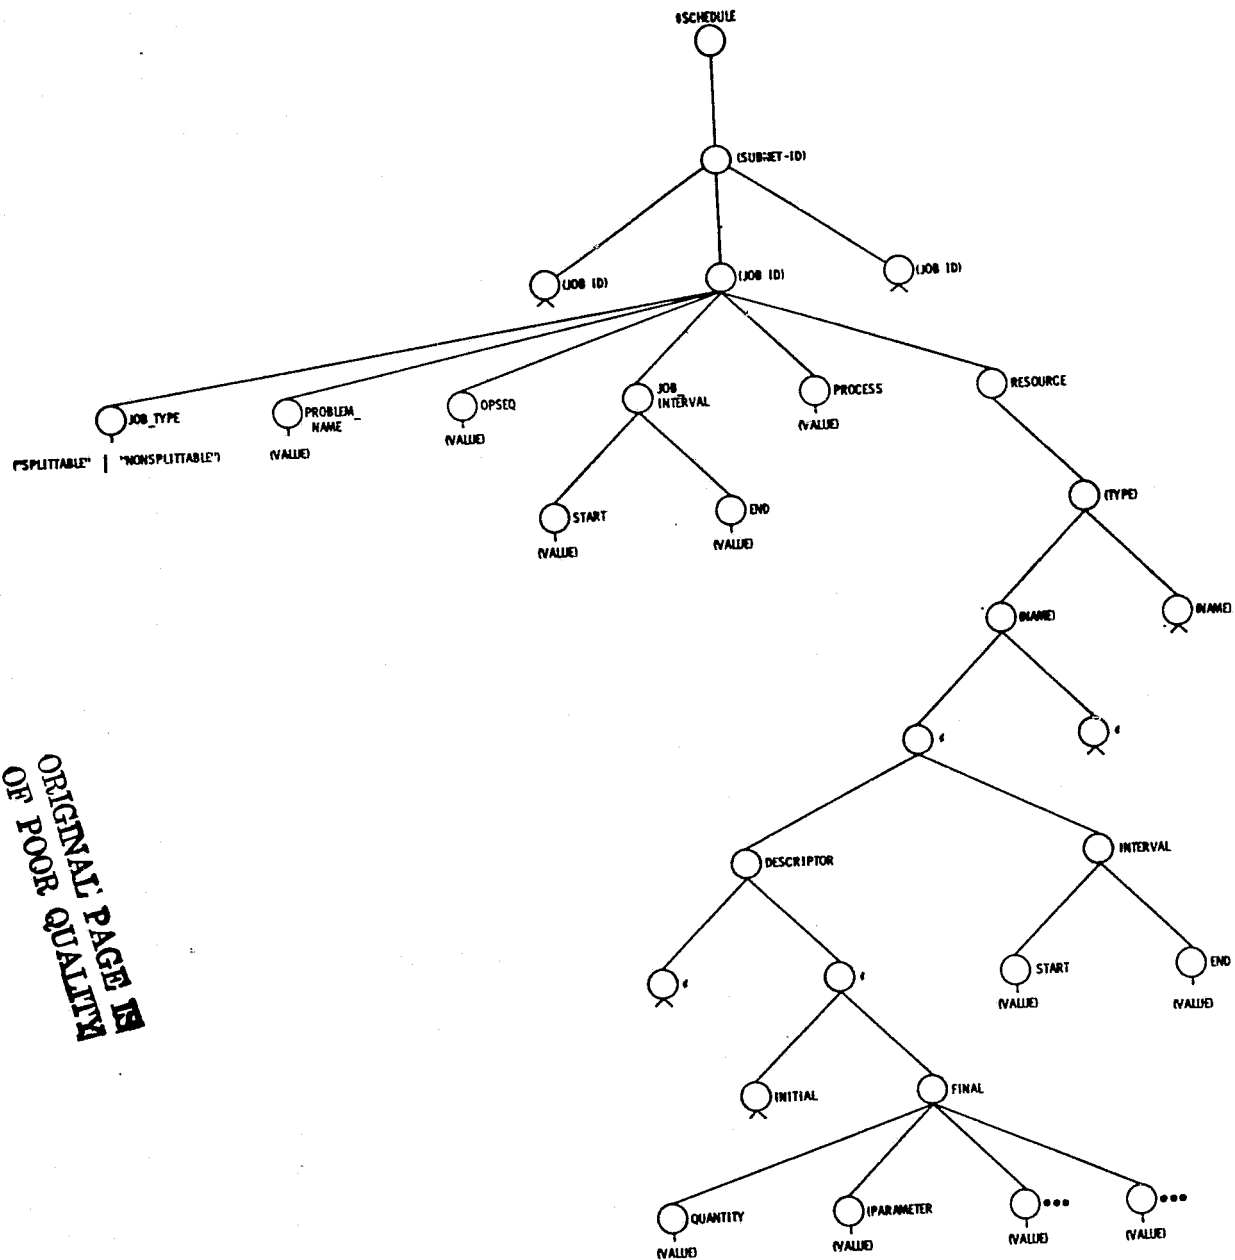 $SCHEDULE
(SUBNET-ID)
(JOB ID)
(JOB ID)
(JOB ID)
JOB_TYPE
("SPLITTABLE" | "NONSPLITTABLE")
PROBLEM_
NAME
(VALUE)
OPSEQ
(VALUE)
JOB_
INTERVAL
PROCESS
(VALUE)
RESOURCE
START
(VALUE)
END
(VALUE)
(TYPE)
(NAME)
(NAME)
DESCRIPTOR
INTERVAL
START
(VALUE)
END
(VALUE)
INITIAL
FINAL
QUANTITY
(VALUE)
(PARAMETER
(VALUE)
•••
(VALUE)
•••
(VALUE)
ORIGINAL PAGE IS
OF POOR QUALITY